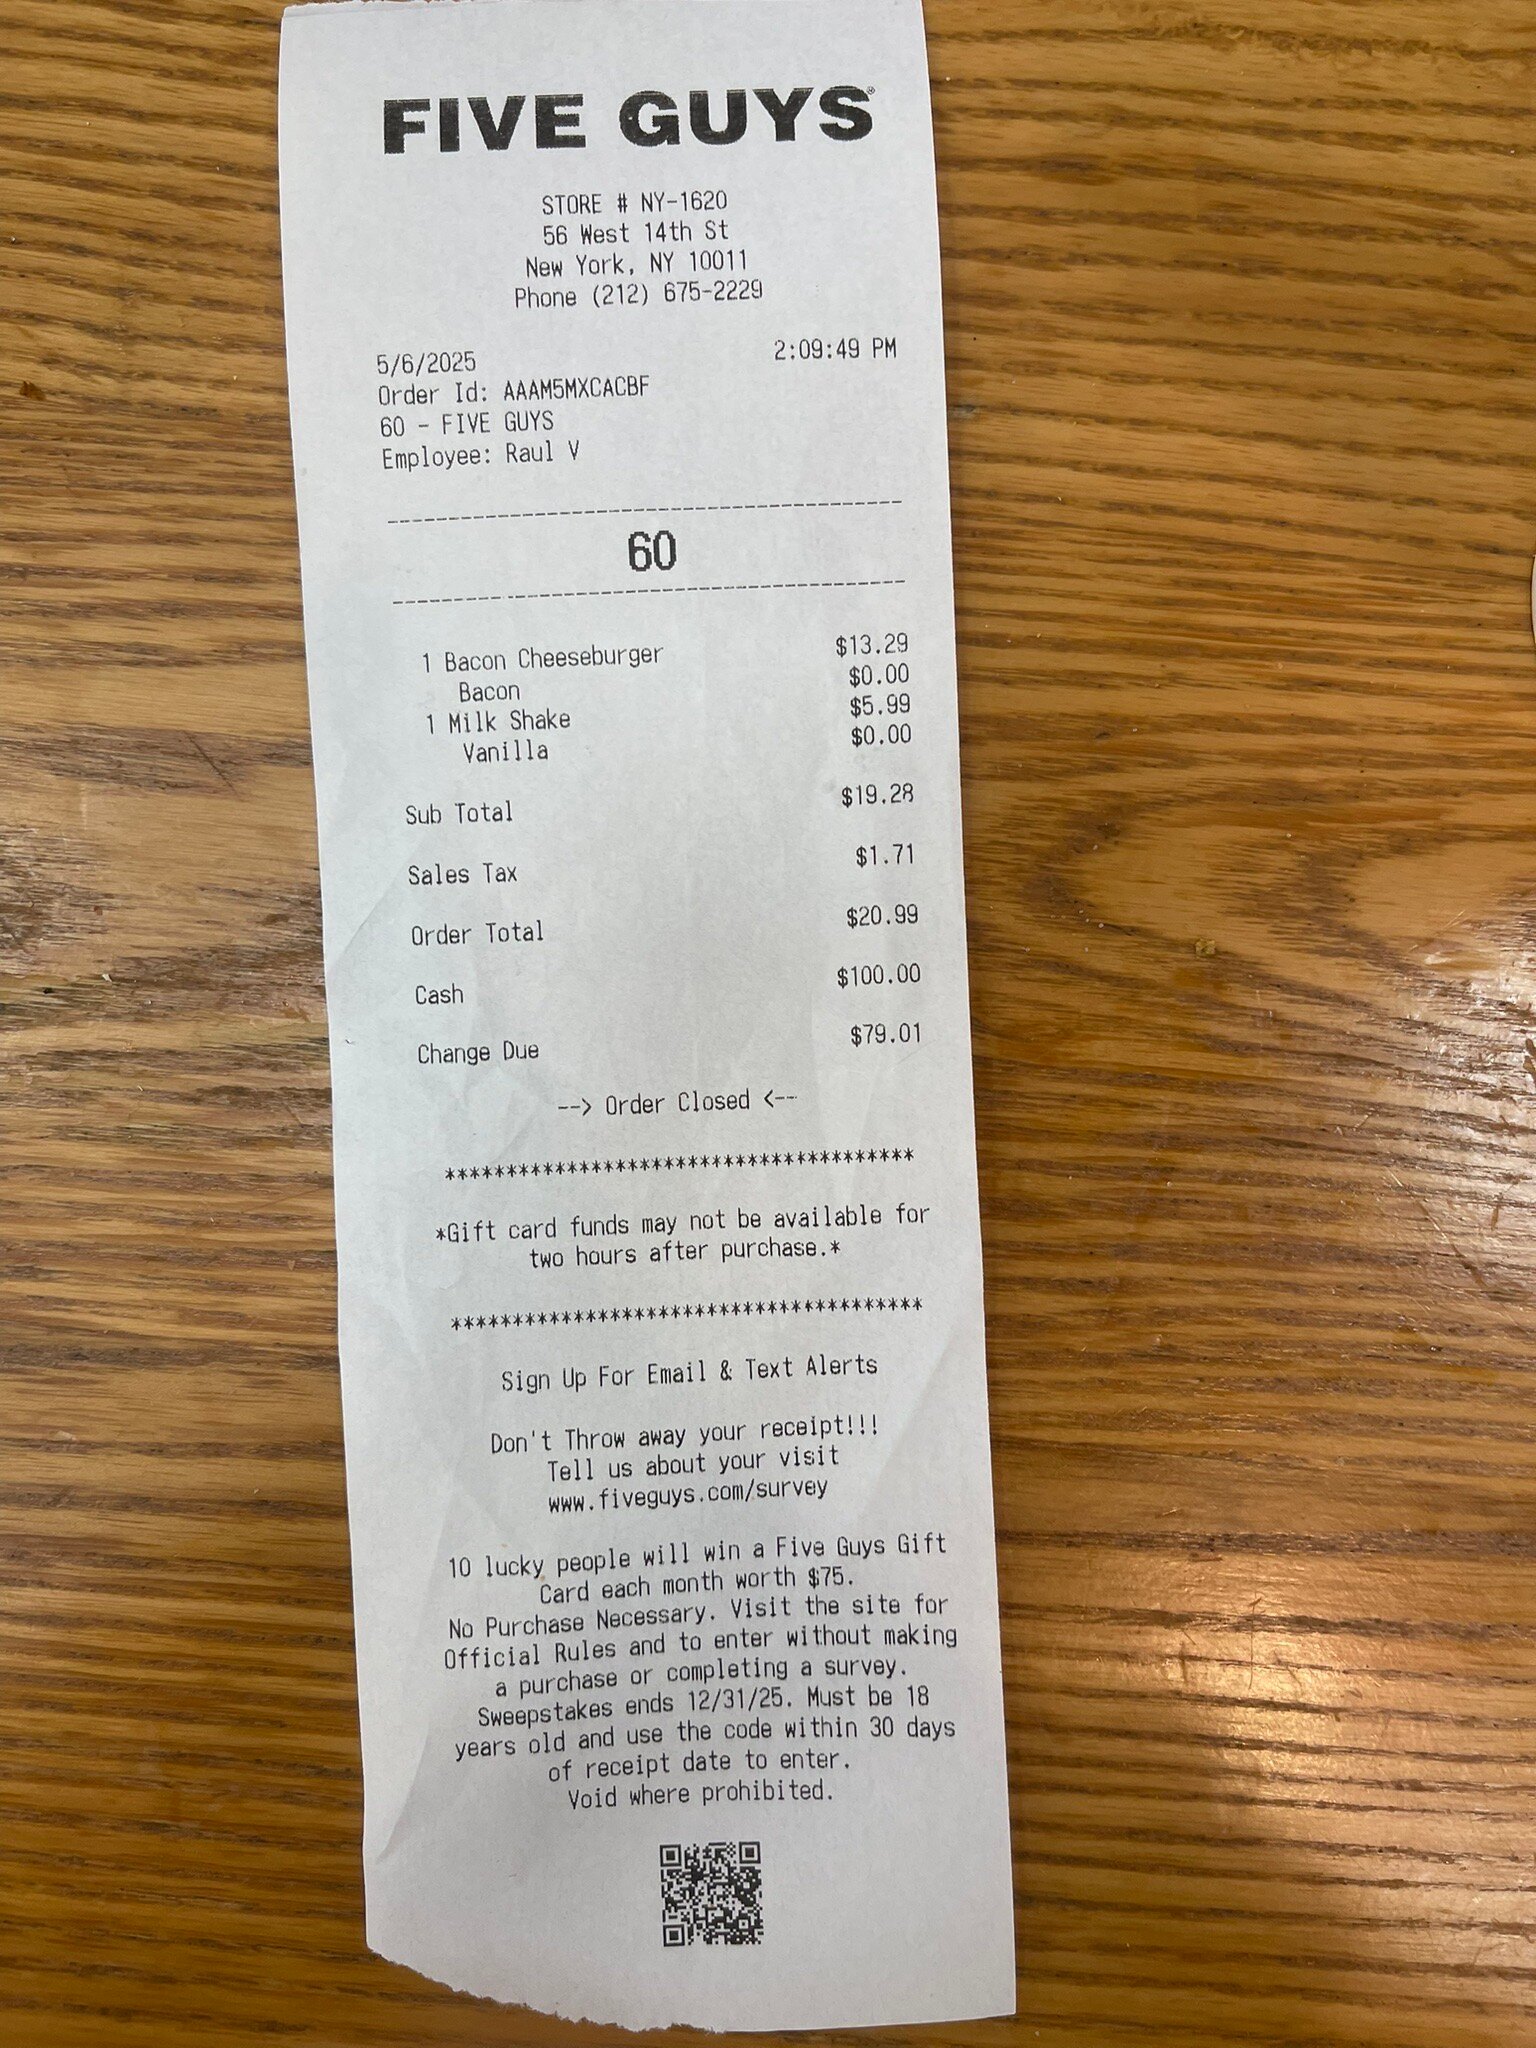 FIVE GUYS®
STORE # NY-1620
56 West 14th St
New York, NY 10011
Phone (212) 675-2229
5/6/2025 2:09:49 PM
Order Id: AAAM5MXCACBF
60 - FIVE GUYS
Employee: Raul V
--------------------------------------------
60
--------------------------------------------
1 Bacon Cheeseburger $13.29
Bacon $0.00
1 Milk Shake $5.99
Vanilla $0.00
Sub Total $19.28
Sales Tax $1.71
Order Total $20.99
Cash $100.00
Change Due $79.01
--> Order Closed <--
***************************************
*Gift card funds may not be available for
two hours after purchase.*
***************************************
Sign Up For Email & Text Alerts
Don't Throw away your receipt!!!
Tell us about your visit
www.fiveguys.com/survey
10 lucky people will win a Five Guys Gift
Card each month worth $75.
No Purchase Necessary. Visit the site for
Official Rules and to enter without making
a purchase or completing a survey.
Sweepstakes ends 12/31/25. Must be 18
years old and use the code within 30 days
of receipt date to enter.
Void where prohibited.